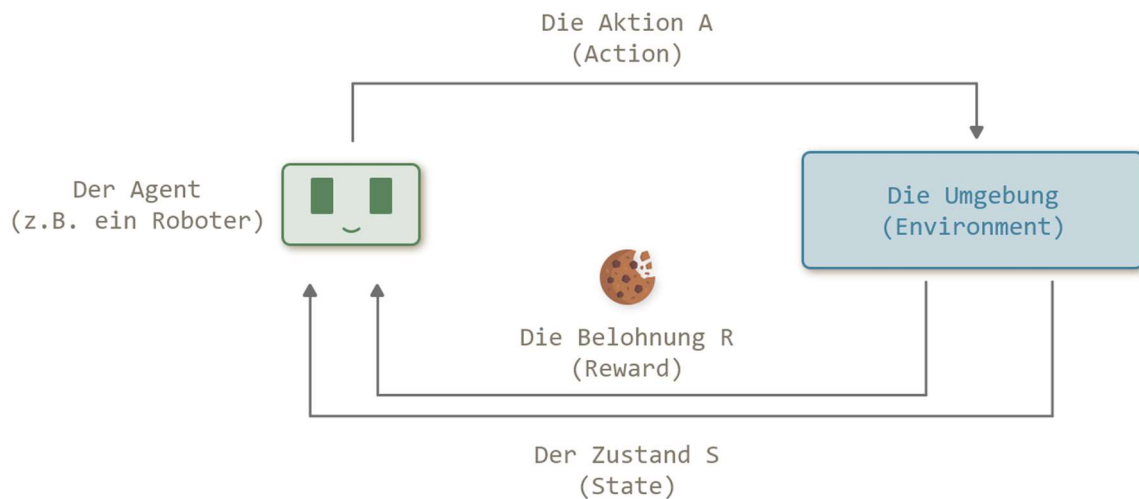 Die Aktion A
(Action)
Der Agent
(z.B. ein Roboter)
Die Umgebung
(Environment)
Die Belohnung R
(Reward)
Der Zustand S
(State)